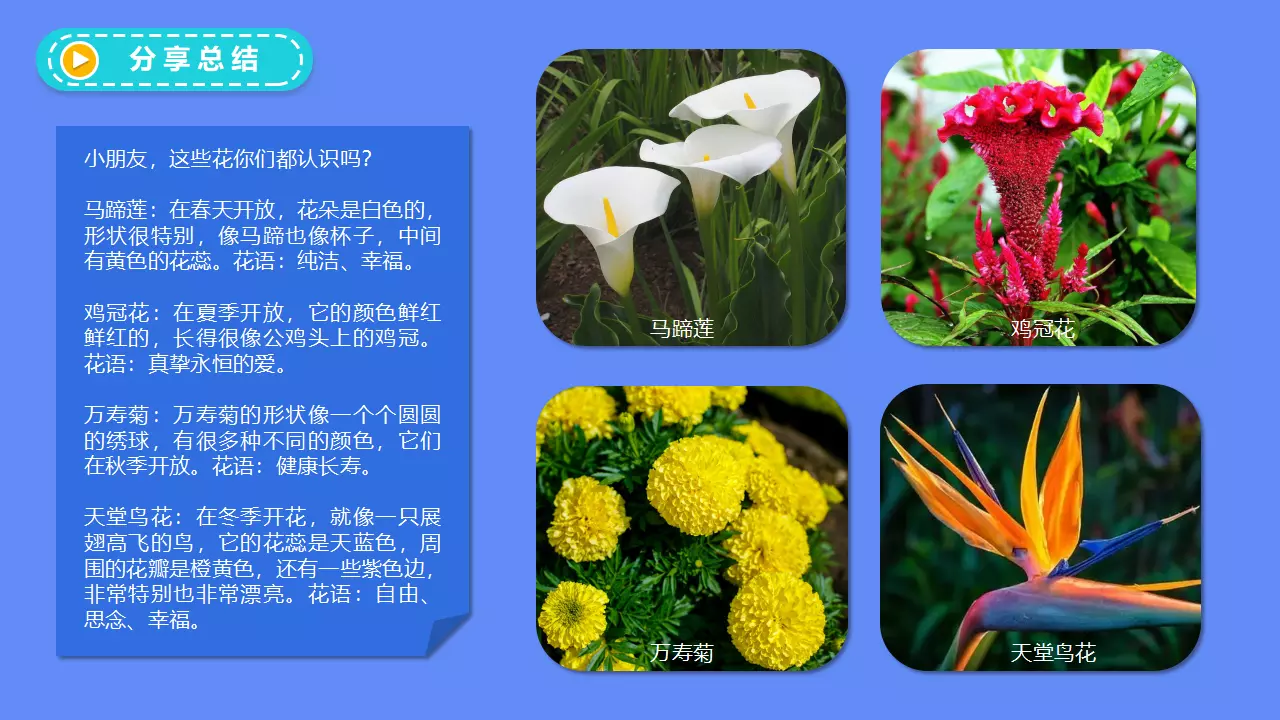 分享总结
小朋友，这些花你们都认识吗？
马蹄莲：在春天开放，花朵是白色的，
形状很特别，像马蹄也像杯子，中间
有黄色的花蕊。花语：纯洁、幸福。
鸡冠花：在夏季开放，它的颜色鲜红
鲜红的，长得很像公鸡头上的鸡冠。
花语：真挚永恒的爱。
万寿菊：万寿菊的形状像一个个圆圆
的绣球，有很多种不同的颜色，它们
在秋季开放。花语：健康长寿。
天堂鸟花：在冬季开花，就像一只展
翅高飞的鸟，它的花蕊是天蓝色，周
围的花瓣是橙黄色，还有一些紫色边，
非常特别也非常漂亮。花语：自由、
思念、幸福。
马蹄莲
鸡冠花
万寿菊
天堂鸟花